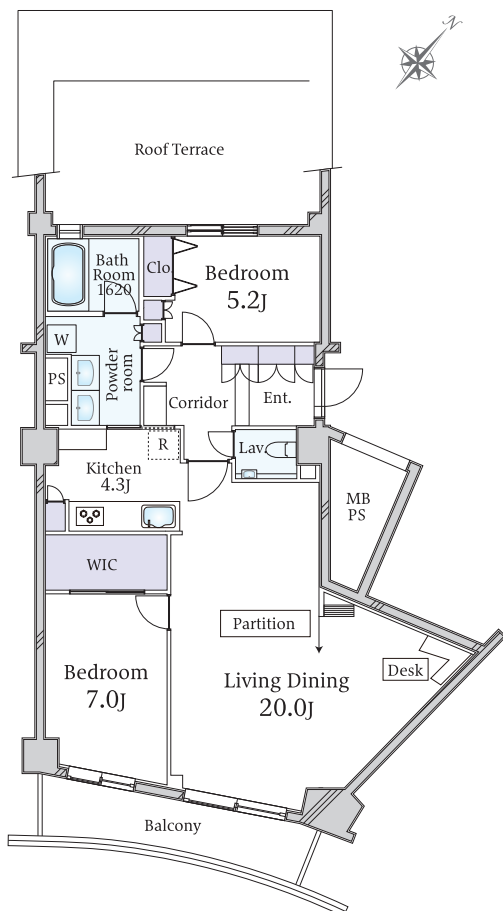 N
Roof Terrace
Bath
Room
1620
Clo.
Bedroom
5.2J
W
PS
Powder
room
Corridor
Ent.
R
Lav.
Kitchen
4.3J
MB
PS
WIC
Partition
Bedroom
7.0J
Living Dining
20.0J
Desk
Balcony